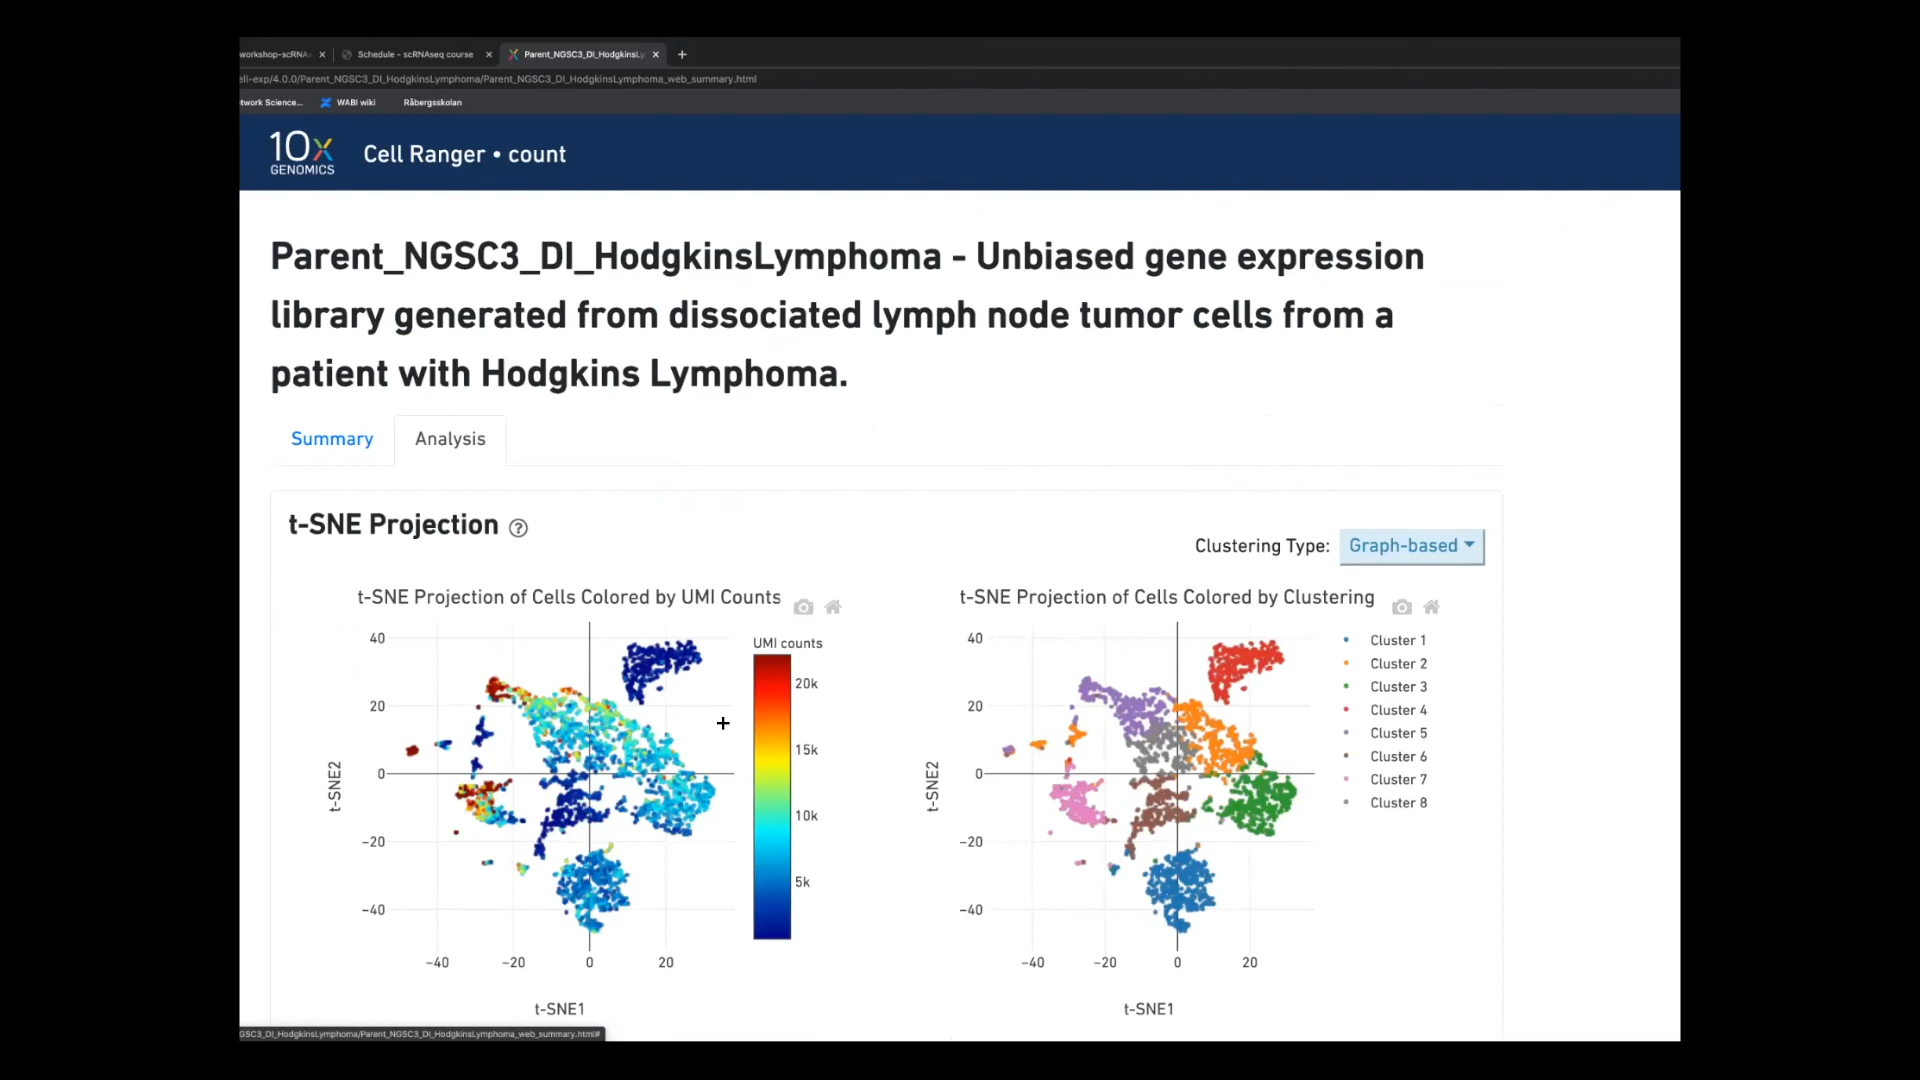 workshop-scRNA
Schedule - scRNAseq course
Parent_NGSC3_DI_HodgkinsLy
ell-exp/4.0.0/Parent_NGSC3_DI_HodgkinsLymphoma/Parent_NGSC3_DI_HodgkinsLymphoma_web_summary.html
twork Science...
WABI wiki
Råbergsskolan
10x
GENOMICS
Cell Ranger • count
Parent_NGSC3_DI_HodgkinsLymphoma - Unbiased gene expression
library generated from dissociated lymph node tumor cells from a
patient with Hodgkins Lymphoma.
Summary
Analysis
t-SNE Projection ?
Clustering Type: Graph-based
t-SNE Projection of Cells Colored by UMI Counts
40
20
0
−20
−40
t-SNE2
−40
−20
0
20
t-SNE1
UMI counts
20k
15k
10k
5k
t-SNE Projection of Cells Colored by Clustering
40
20
0
−20
−40
t-SNE2
−40
−20
0
20
t-SNE1
Cluster 1
Cluster 2
Cluster 3
Cluster 4
Cluster 5
Cluster 6
Cluster 7
Cluster 8
GSC3_DI_HodgkinsLymphoma/Parent_NGSC3_DI_HodgkinsLymphoma_web_summary.html#